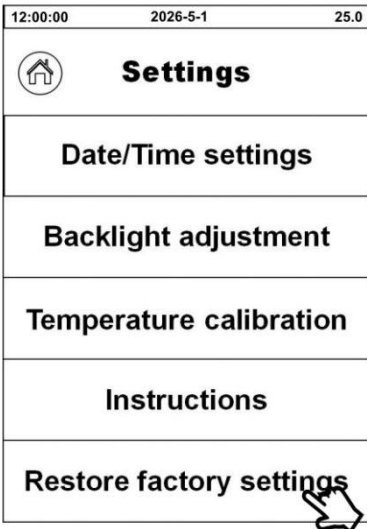 12:00:00 2026-5-1 25.0
Settings
Date/Time settings
Backlight adjustment
Temperature calibration
Instructions
Restore factory settings